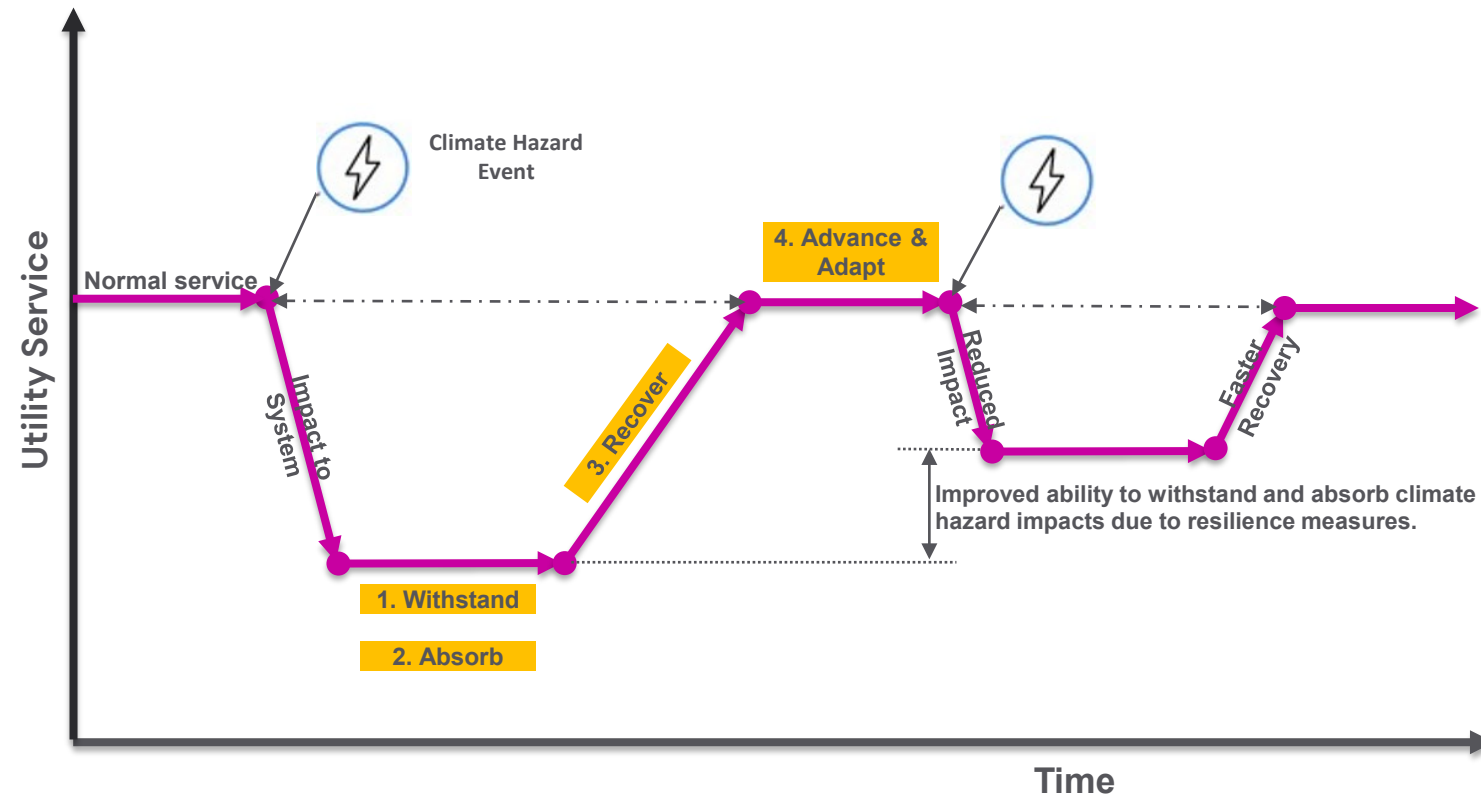 Climate Hazard
Event
Utility Service
Normal service
Impact to
System
1. Withstand
2. Absorb
3. Recover
4. Advance &
Adapt
Reduced
Impact
Faster
Recovery
Improved ability to withstand and absorb climate
hazard impacts due to resilience measures.
Time